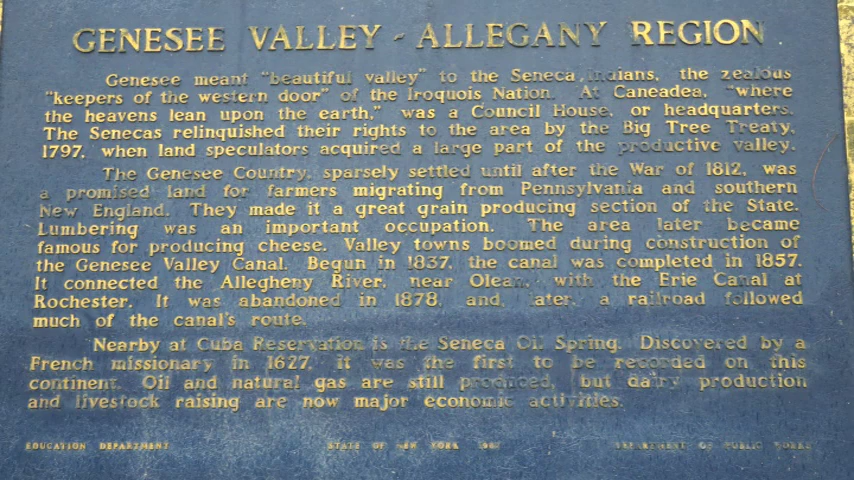 GENESEE VALLEY - ALLEGANY REGION
Genesee meant "beautiful valley" to the Seneca Indians, the zealous
"keepers of the western door" of the Iroquois Nation. At Caneadea, "where
the heavens lean upon the earth," was a Council House, or headquarters.
The Senecas relinquished their rights to the area by the Big Tree Treaty,
1797, when land speculators acquired a large part of the productive valley.
The Genesee Country, sparsely settled until after the War of 1812, was
a promised land for farmers migrating from Pennsylvania and southern
New England. They made it a great grain producing section of the State.
Lumbering was an important occupation. The area later became
famous for producing cheese. Valley towns boomed during construction of
the Genesee Valley Canal. Begun in 1837, the canal was completed in 1857.
It connected the Allegheny River, near Olean, with the Erie Canal at
Rochester. It was abandoned in 1878, and, later, a railroad followed
much of the canal's route.
Nearby at Cuba Reservation is the Seneca Oil Spring. Discovered by a
French missionary in 1627, it was the first to be recorded on this
continent. Oil and natural gas are still produced, but dairy production
and livestock raising are now major economic activities.
EDUCATION DEPARTMENT STATE OF NEW YORK DEPARTMENT OF PUBLIC WORKS